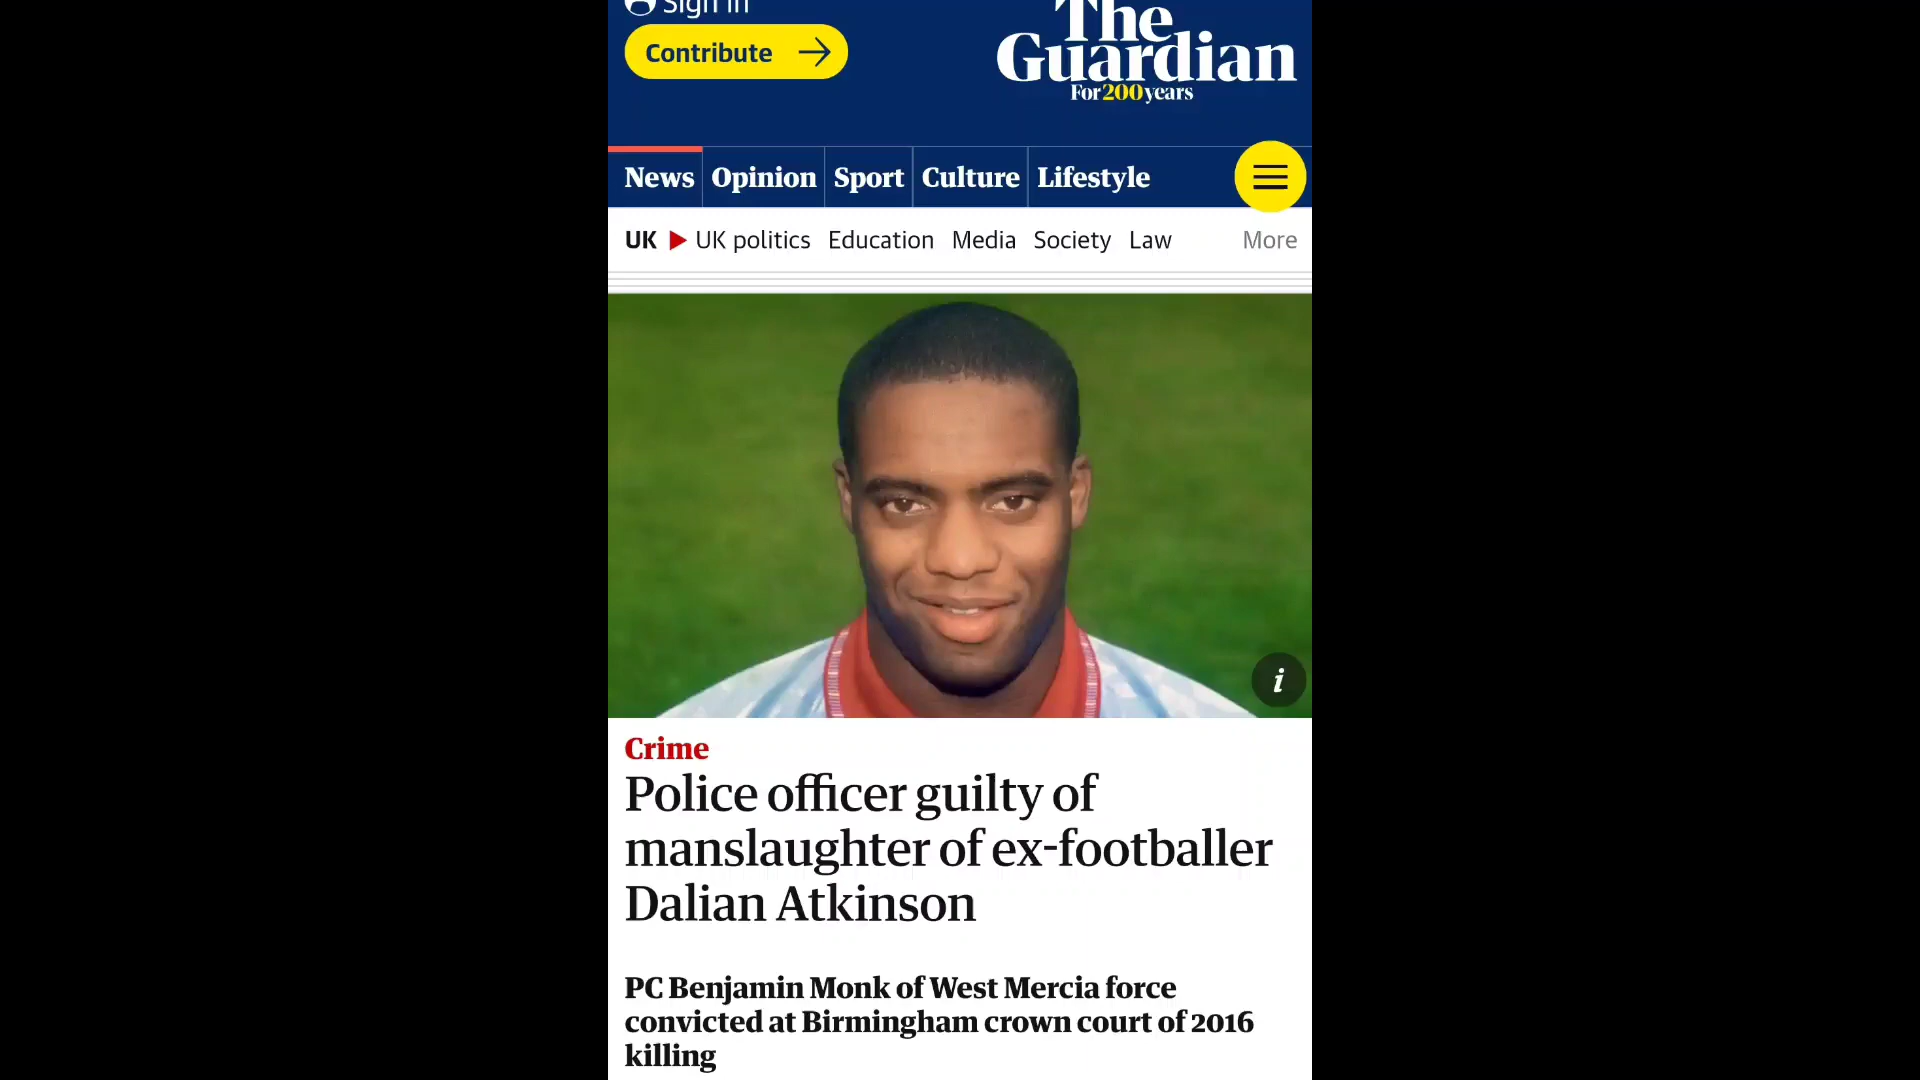 Sign in
Contribute
The
Guardian
For 200 years
News Opinion Sport Culture Lifestyle
UK UK politics Education Media Society Law More
i
Crime
Police officer guilty of
manslaughter of ex-footballer
Dalian Atkinson
PC Benjamin Monk of West Mercia force
convicted at Birmingham crown court of 2016
killing